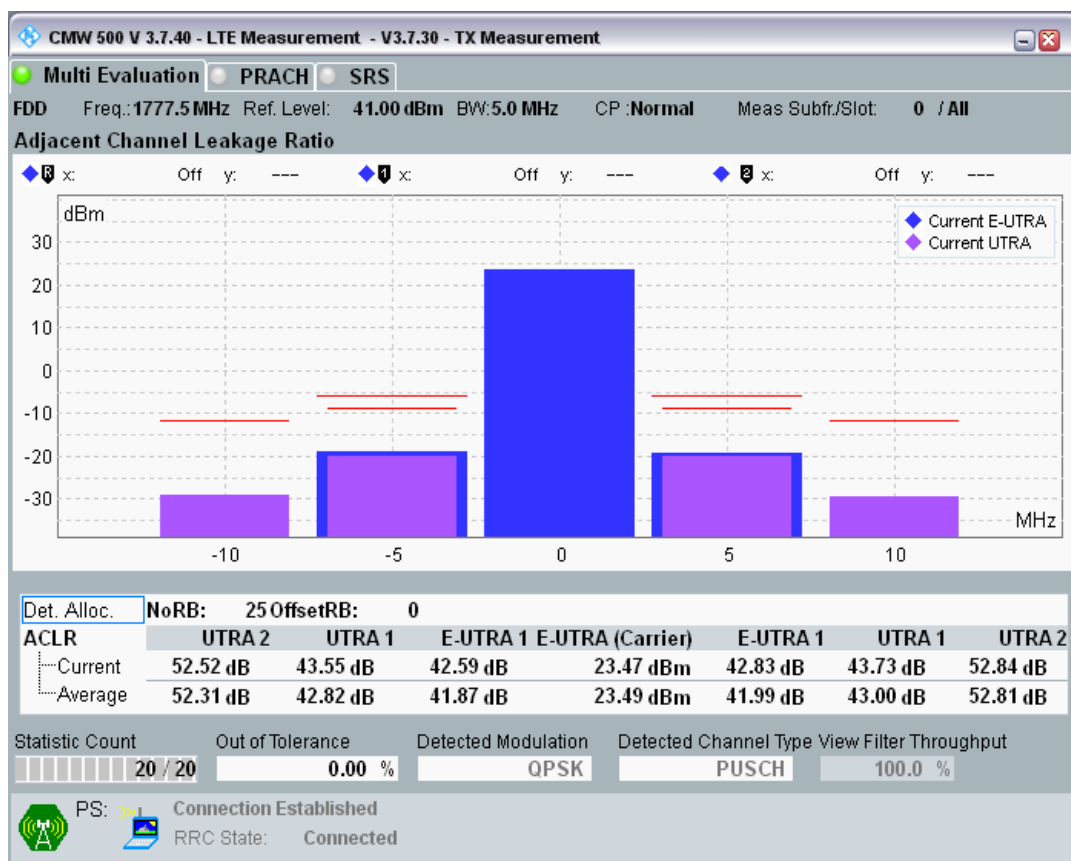 CMW 500 V 3.7.40 - LTE Measurement - V3.7.30 - TX Measurement
Multi Evaluation PRACH SRS
FDD Freq.: 1777.5 MHz Ref. Level: 41.00 dBm BW: 5.0 MHz CP : Normal Meas Subfr./Slot: 0 / All
Adjacent Channel Leakage Ratio
R x: Off y: --- 1 x: Off y: --- 2 x: Off y: ---
dBm
Current E-UTRA
Current UTRA
30
20
10
0
-10
-20
-30
MHz
-10 -5 0 5 10
Det. Alloc. NoRB: 25 OffsetRB: 0
ACLR UTRA 2 UTRA 1 E-UTRA 1 E-UTRA (Carrier) E-UTRA 1 UTRA 1 UTRA 2
Current 52.52 dB 43.55 dB 42.59 dB 23.47 dBm 42.83 dB 43.73 dB 52.84 dB
Average 52.31 dB 42.82 dB 41.87 dB 23.49 dBm 41.99 dB 43.00 dB 52.81 dB
Statistic Count Out of Tolerance Detected Modulation Detected Channel Type View Filter Throughput
20 / 20 0.00 % QPSK PUSCH 100.0 %
PS: Connection Established
RRC State: Connected